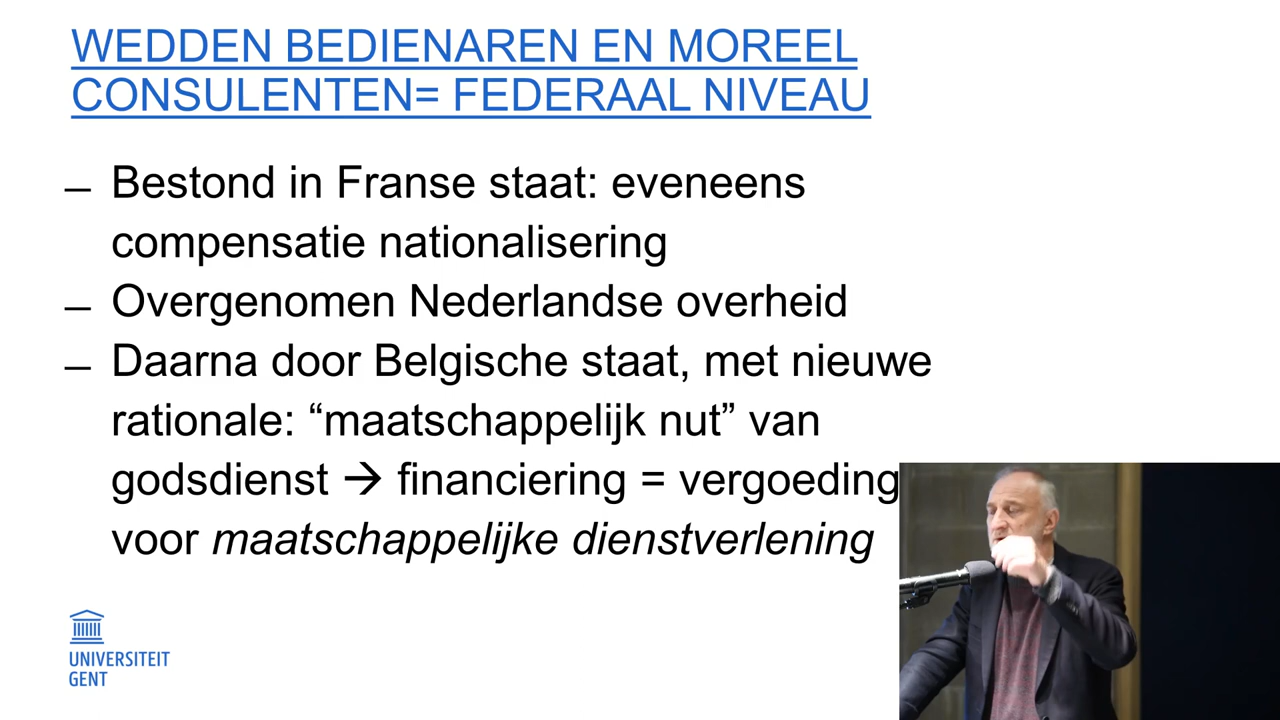 WEDDEN BEDIENAREN EN MOREEL
CONSULENTEN= FEDERAAL NIVEAU
– Bestond in Franse staat: eveneens
compensatie nationalisering
– Overgenomen Nederlandse overheid
– Daarna door Belgische staat, met nieuwe
rationale: “maatschappelijk nut” van
godsdienst → financiering = vergoeding
voor maatschappelijke dienstverlening
UNIVERSITEIT
GENT